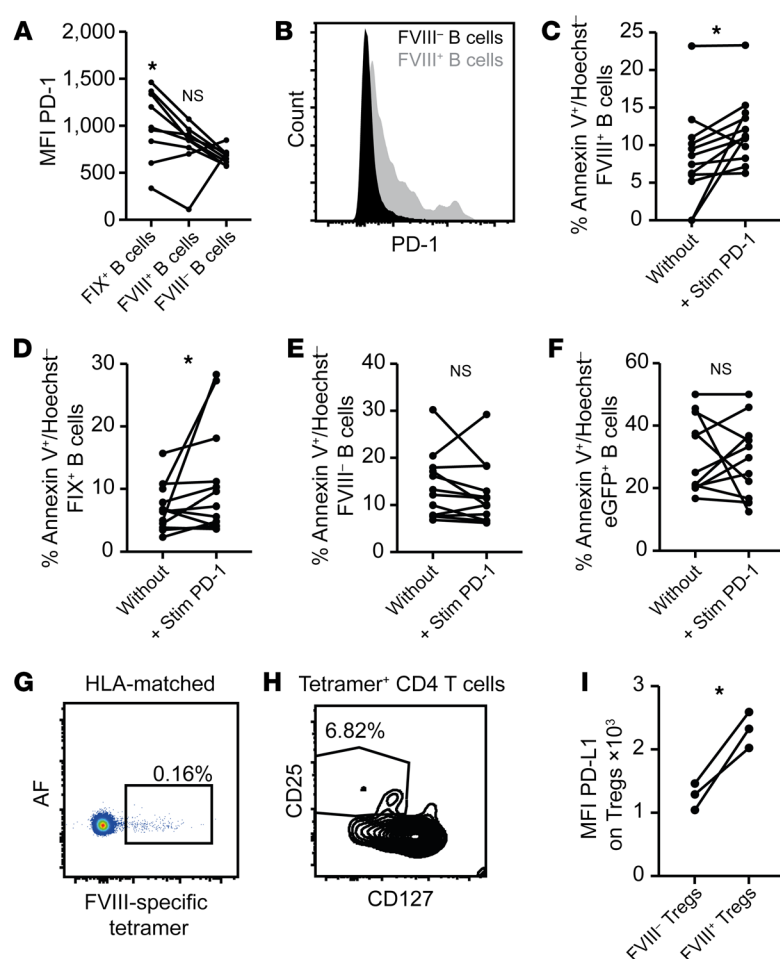 A
MFI PD-1
2,000
1,500
1,000
500
0
*
NS
FIX⁺ B cells
FVIII⁺ B cells
FVIII⁻ B cells
B
Count
FVIII⁻ B cells
FVIII⁺ B cells
PD-1
C
% Annexin V⁺/Hoechst⁻
FVIII⁺ B cells
25
20
15
10
5
0
*
Without
+ Stim PD-1
D
% Annexin V⁺/Hoechst⁻
FIX⁺ B cells
30
20
10
0
*
Without
+ Stim PD-1
E
% Annexin V⁺/Hoechst⁻
FVIII⁻ B cells
40
30
20
10
0
NS
Without
+ Stim PD-1
F
% Annexin V⁺/Hoechst⁻
eGFP⁺ B cells
60
40
20
0
NS
Without
+ Stim PD-1
G
HLA-matched
AF
0.16%
FVIII-specific
tetramer
H
Tetramer⁺ CD4 T cells
6.82%
CD25
CD127
I
MFI PD-L1
on Tregs ×10³
3
2
1
0
*
FVIII⁻ Tregs
FVIII⁺ Tregs